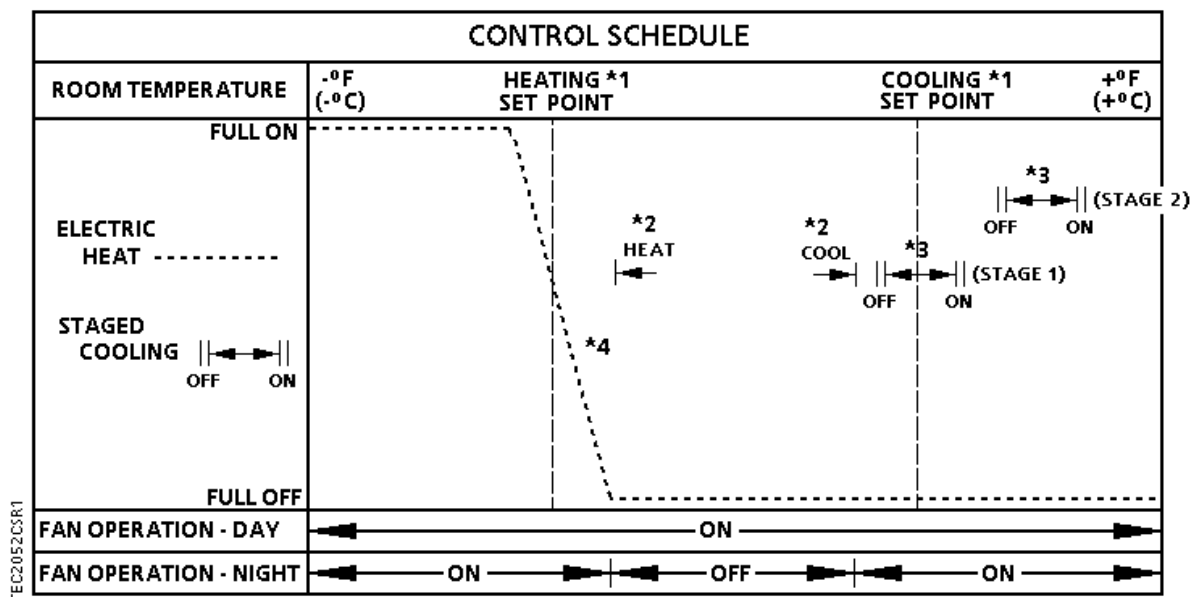 CONTROL SCHEDULE
ROOM TEMPERATURE
-°F
(-°C)
HEATING *1
SET POINT
COOLING *1
SET POINT
+°F
(+°C)
FULL ON
ELECTRIC
HEAT
STAGED
COOLING
OFF ON
FULL OFF
*2
HEAT
*4
*2
COOL
*3
OFF ON
(STAGE 1)
*3
OFF ON
(STAGE 2)
FAN OPERATION - DAY
ON
FAN OPERATION - NIGHT
ON OFF ON
TEC2052CSR1